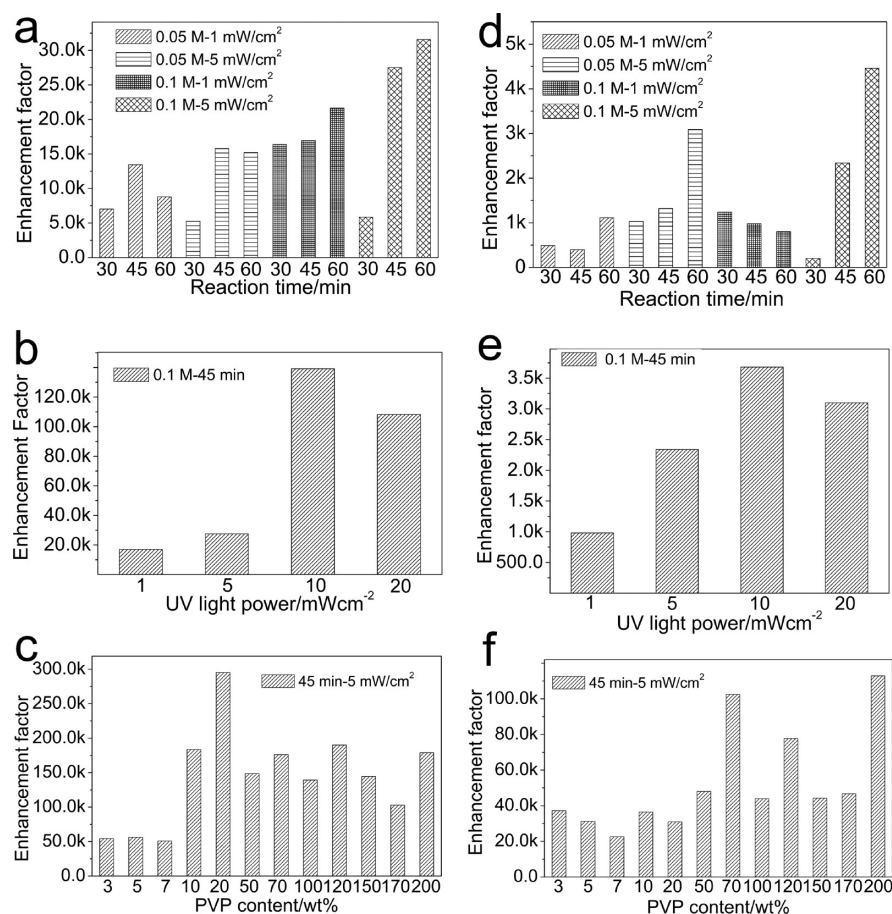 a
0.05 M-1 mW/cm²
0.05 M-5 mW/cm²
0.1 M-1 mW/cm²
0.1 M-5 mW/cm²
Enhancement factor
30.0k
25.0k
20.0k
15.0k
10.0k
5.0k
0.0
30 45 60 30 45 60 30 45 60 30 45 60
Reaction time/min
d
0.05 M-1 mW/cm²
0.05 M-5 mW/cm²
0.1 M-1 mW/cm²
0.1 M-5 mW/cm²
Enhancement factor
5k
4k
3k
2k
1k
0
30 45 60 30 45 60 30 45 60 30 45 60
Reaction time/min
b
0.1 M-45 min
Enhancement Factor
120.0k
100.0k
80.0k
60.0k
40.0k
20.0k
1 5 10 20
UV light power/mWcm⁻²
e
0.1 M-45 min
Enhancement factor
3.5k
3.0k
2.5k
2.0k
1.5k
1.0k
500.0
1 5 10 20
UV light power/mWcm⁻²
c
45 min-5 mW/cm²
Enhancement factor
300.0k
250.0k
200.0k
150.0k
100.0k
50.0k
0.0
3 5 7 10 20 50 70 100 120 150 170 200
PVP content/wt%
f
45 min-5 mW/cm²
Enhancement factor
100.0k
80.0k
60.0k
40.0k
20.0k
0.0
3 5 7 10 20 50 70 100 120 150 170 200
PVP content/wt%